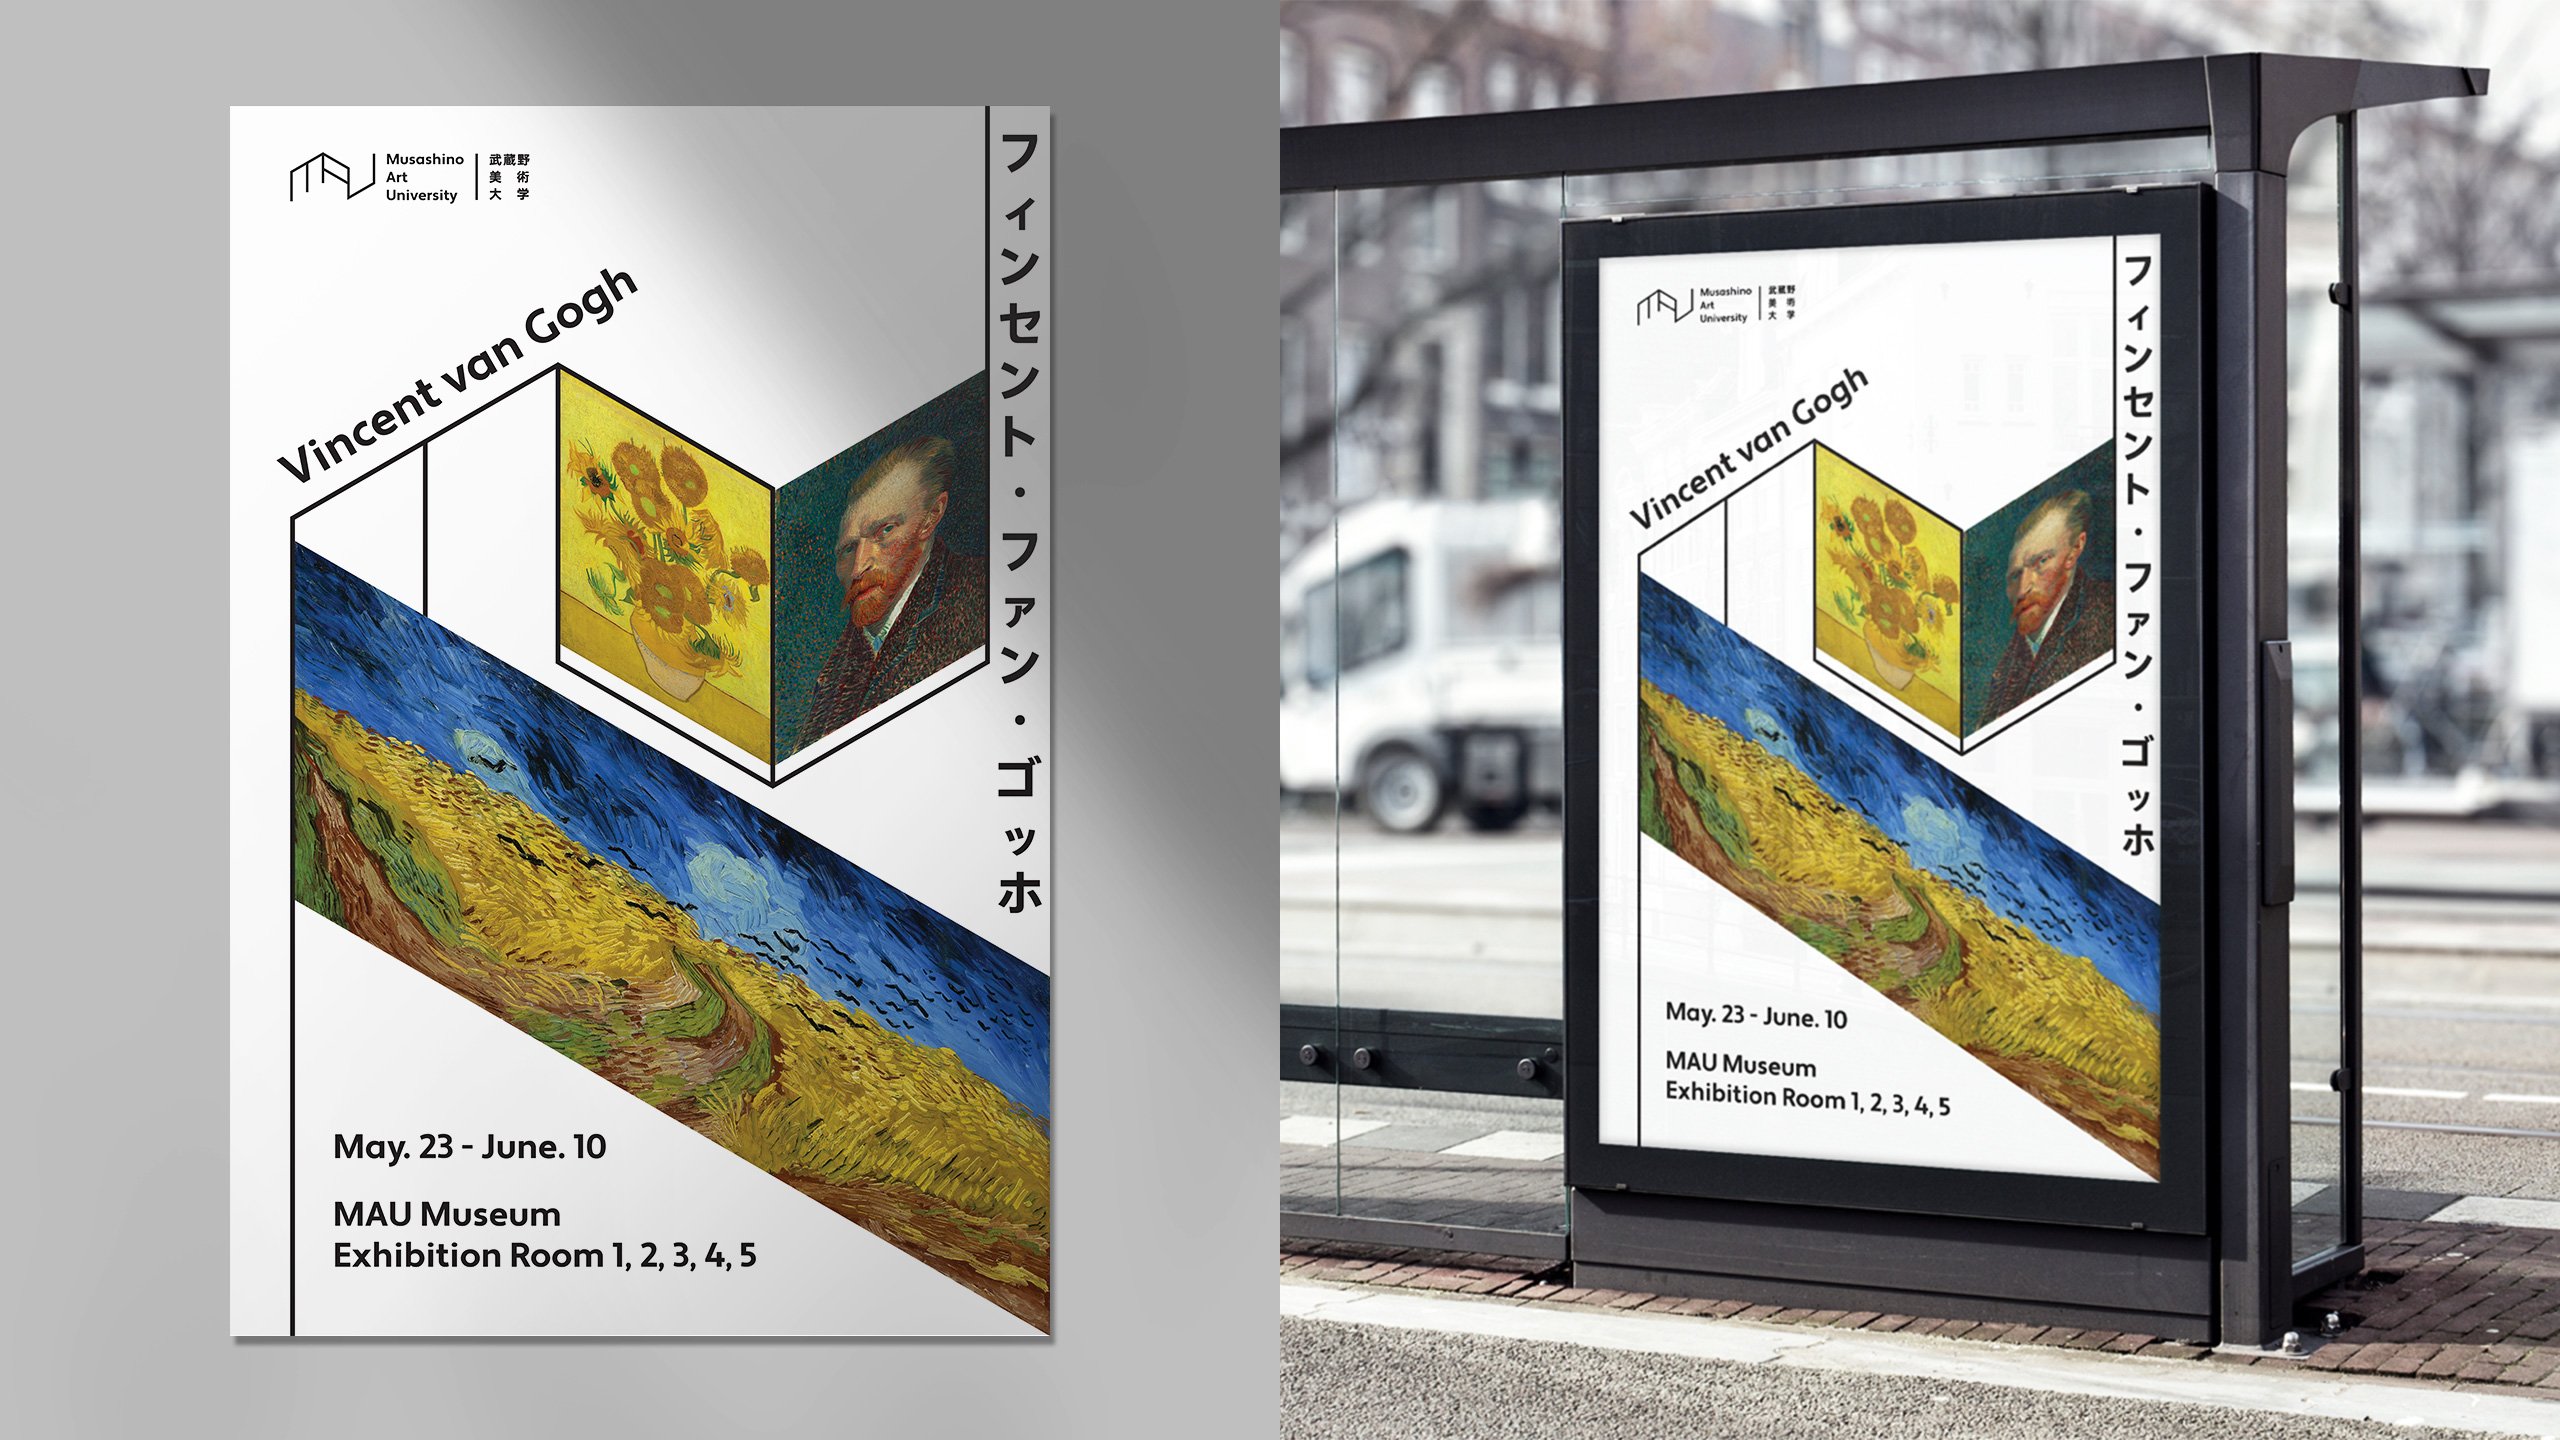 Musashino
Art
University
武蔵野
美術
大学
Vincent van Gogh
フィンセント・ファン・ゴッホ
May. 23 - June. 10
MAU Museum
Exhibition Room 1, 2, 3, 4, 5
Musashino
Art
University
武蔵野
美術
大学
Vincent van Gogh
フィンセント・ファン・ゴッホ
May. 23 - June. 10
MAU Museum
Exhibition Room 1, 2, 3, 4, 5